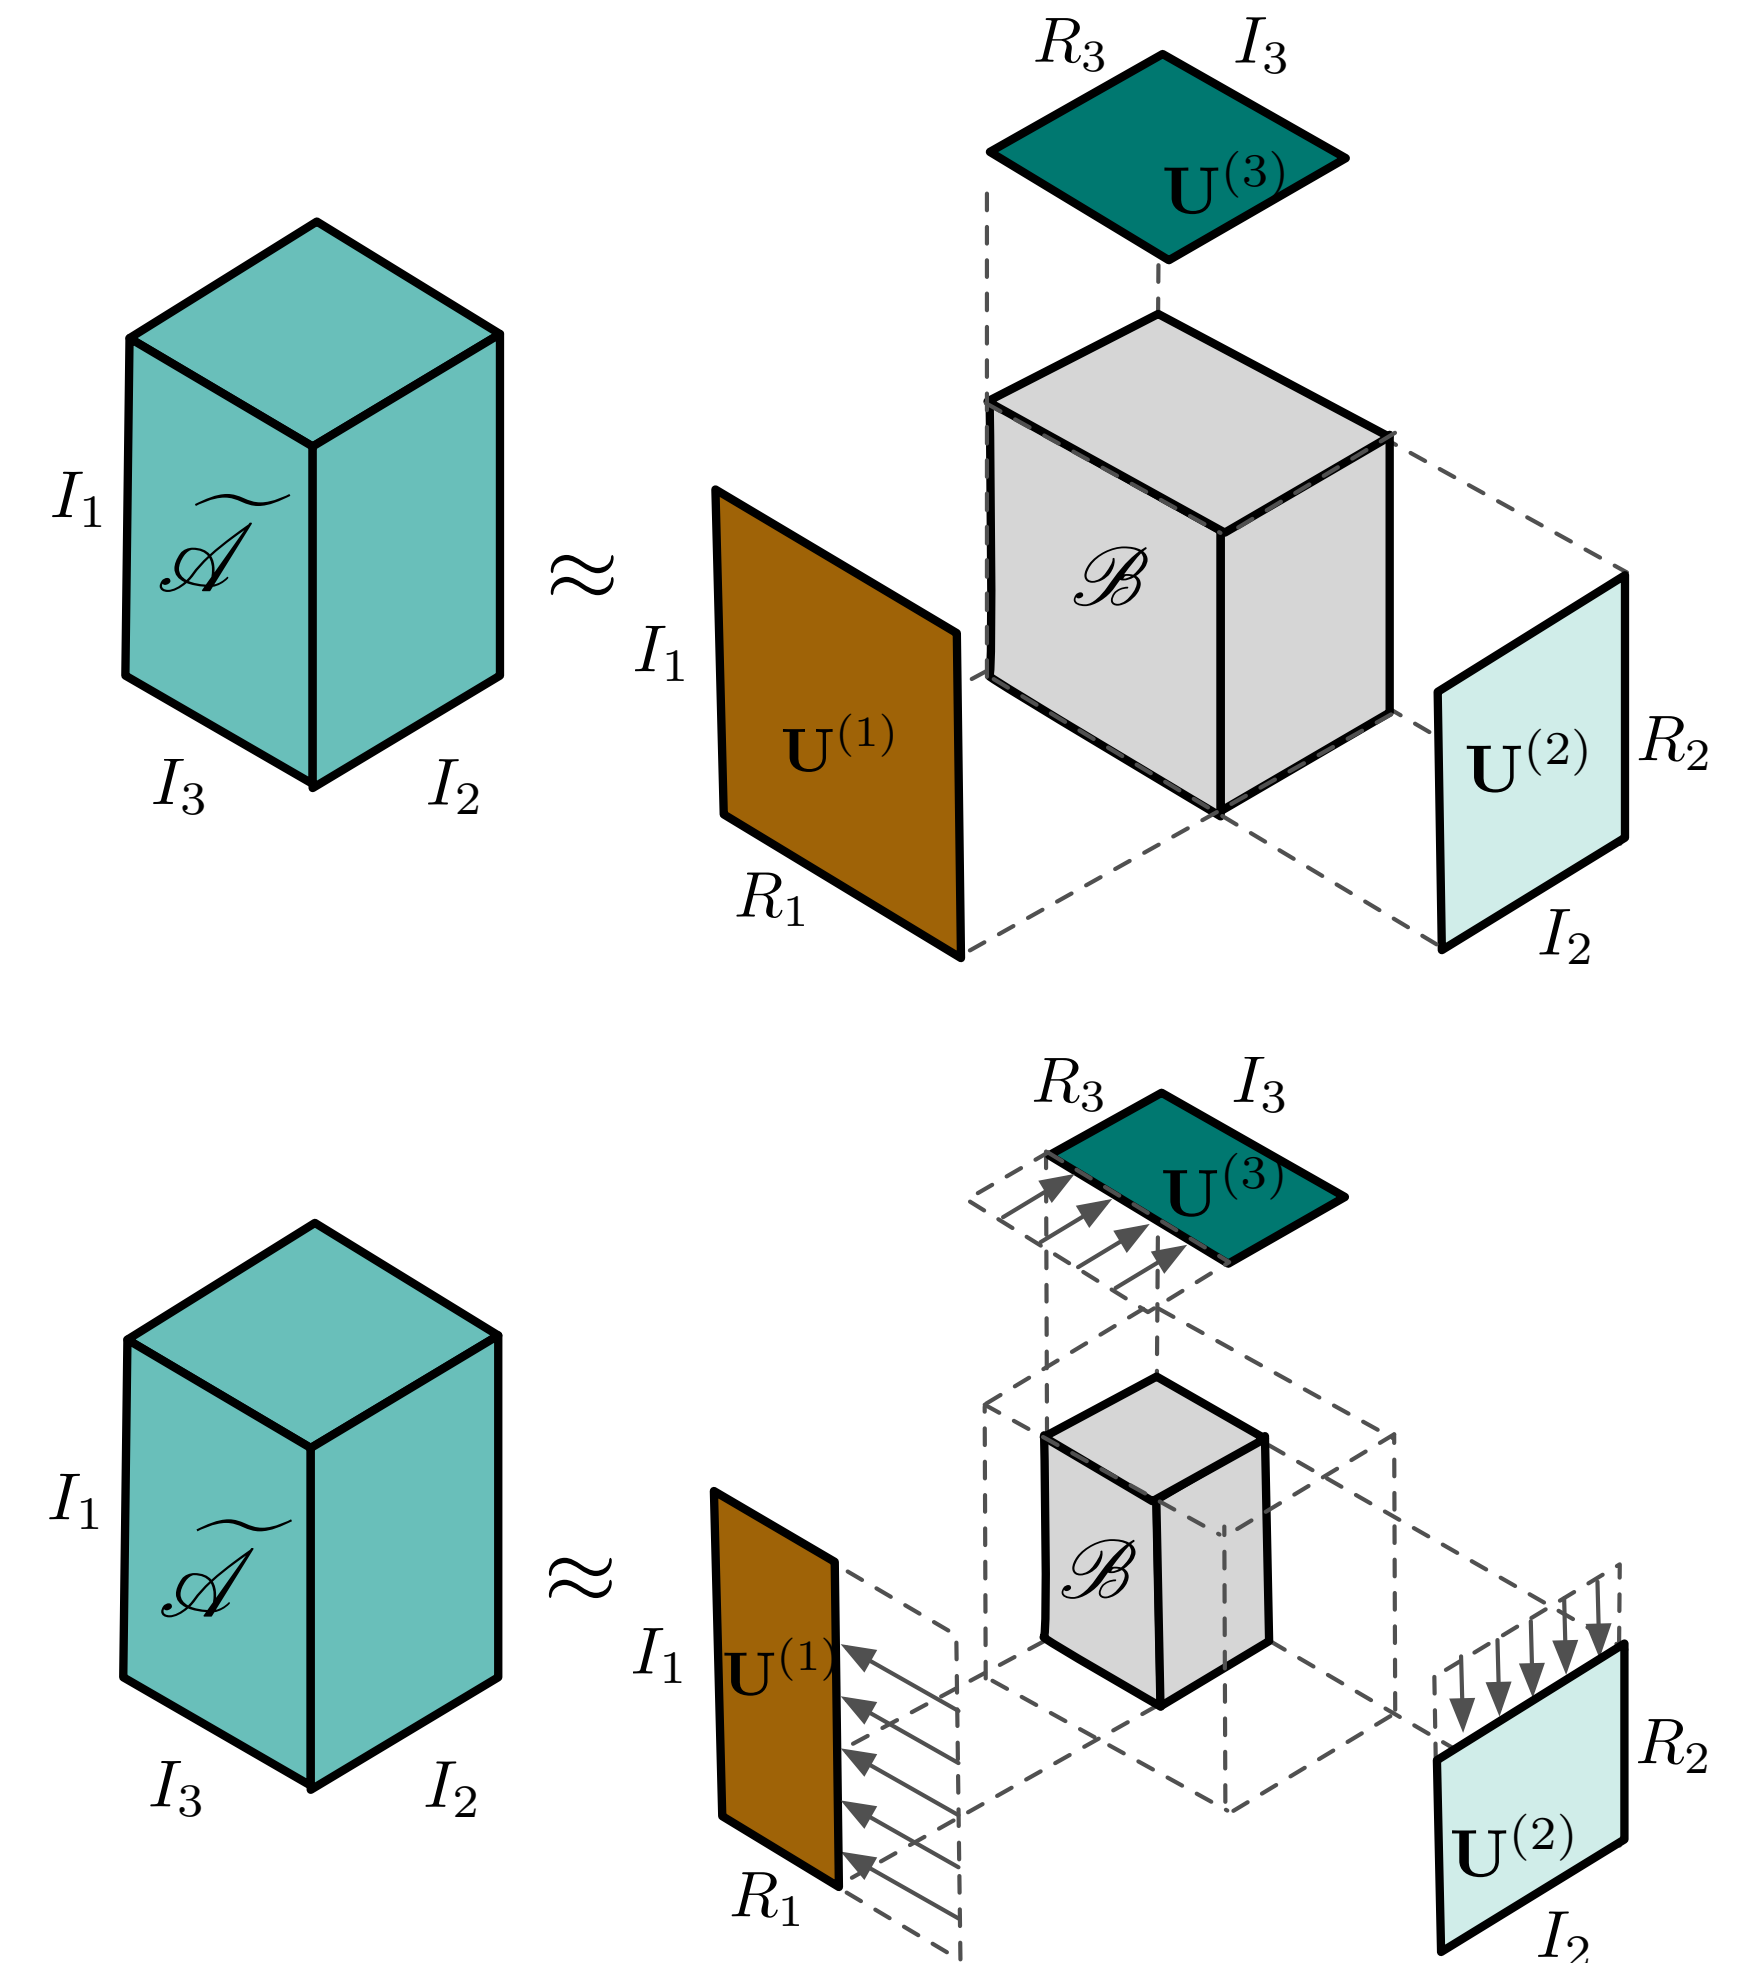 R₃ I₃
U⁽³⁾
I₁
𝒜̃
≈
ℬ
I₁
U⁽¹⁾
U⁽²⁾
R₂
I₃ I₂
R₁
I₂
R₃ I₃
U⁽³⁾
I₁
𝒜̃
≈
ℬ
I₁
U⁽¹⁾
R₂
I₃ I₂
U⁽²⁾
R₁
I₂